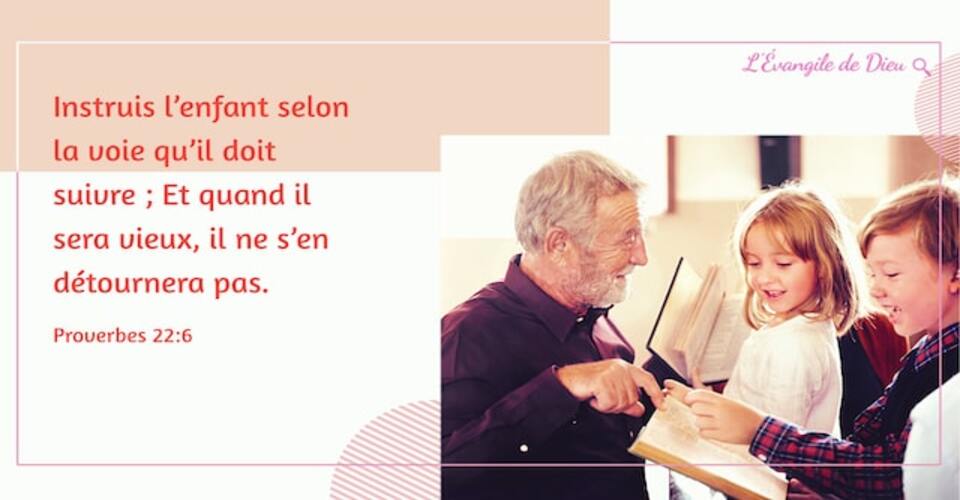 L'Évangile de Dieu
Instruis l'enfant selon
la voie qu'il doit
suivre ; Et quand il
sera vieux, il ne s'en
détournera pas.
Proverbes 22:6